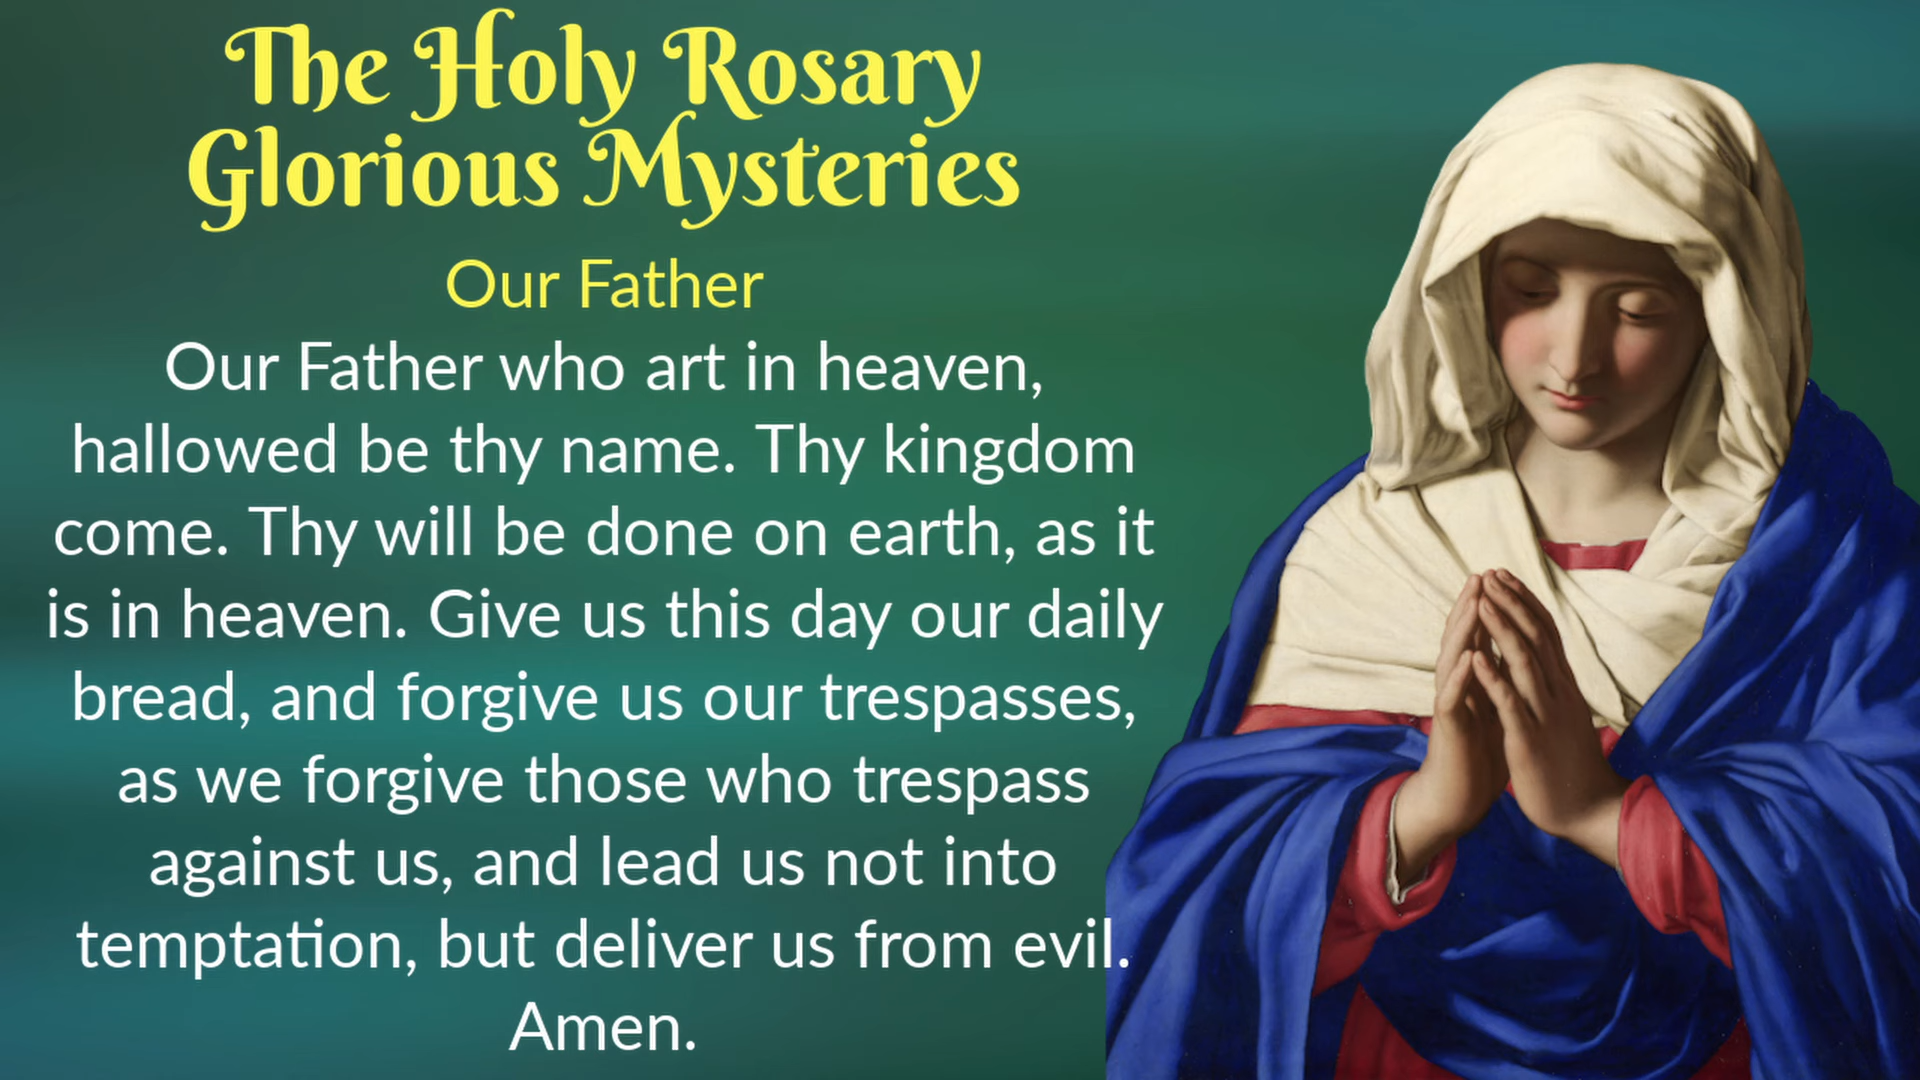 The Holy Rosary
Glorious Mysteries
Our Father
Our Father who art in heaven,
hallowed be thy name. Thy kingdom
come. Thy will be done on earth, as it
is in heaven. Give us this day our daily
bread, and forgive us our trespasses,
as we forgive those who trespass
against us, and lead us not into
temptation, but deliver us from evil.
Amen.